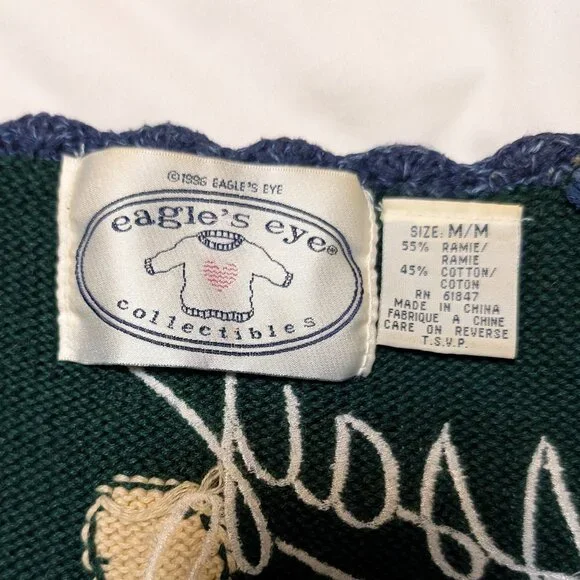 ©1996 EAGLE'S EYE
eagle's eye®
collectibles
SIZE: M/M
55% RAMIE/
RAMIE
45% COTTON/
COTON
RN 61847
MADE IN CHINA
FABRIQUE A CHINE
CARE ON REVERSE
T.S.V.P.